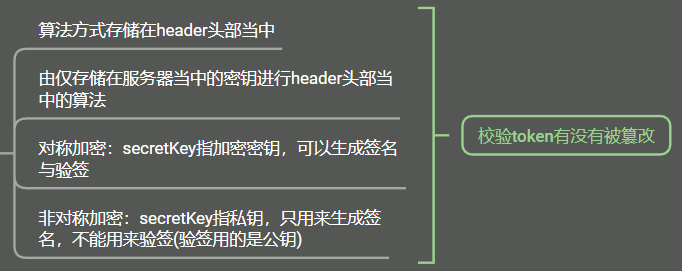 算法方式存储在header头部当中
由仅存储在服务器当中的密钥进行header头部当
中的算法
对称加密：secretKey指加密密钥，可以生成签名
与验签
非对称加密：secretKey指私钥，只用来生成签
名，不能用来验签(验签用的是公钥)
校验token有没有被篡改